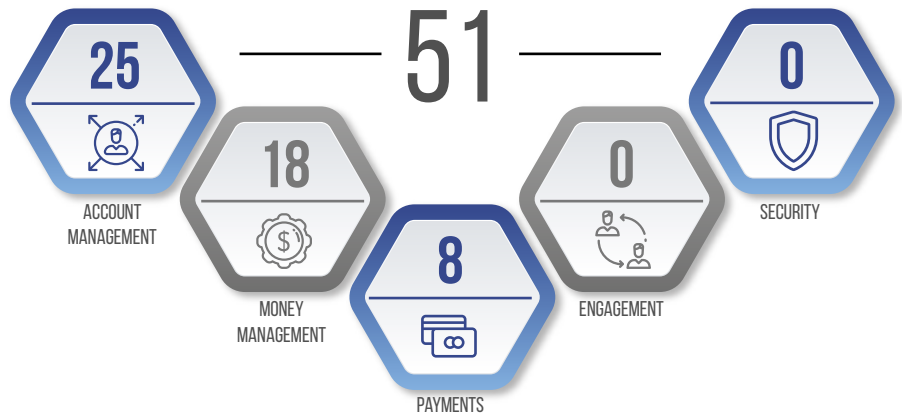 51
25
ACCOUNT
MANAGEMENT
18
$
MONEY
MANAGEMENT
8
PAYMENTS
0
ENGAGEMENT
0
SECURITY